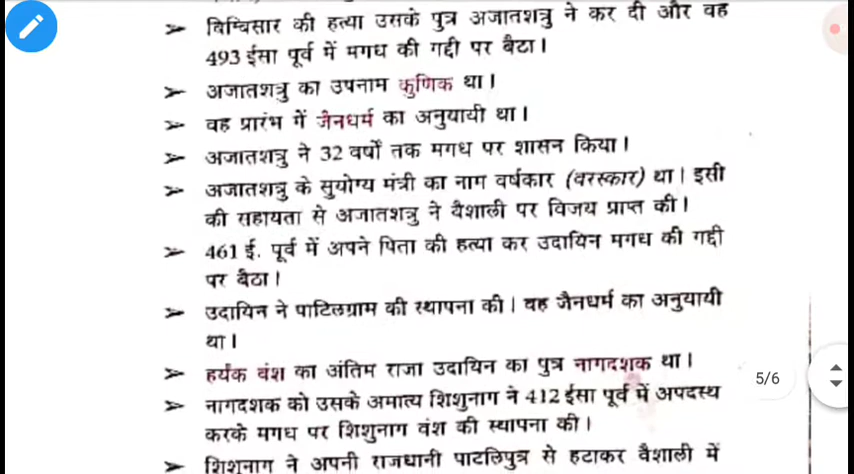 ➢ बिम्बिसार की हत्या उसके पुत्र अजातशत्रु ने कर दी और वह
493 ईसा पूर्व में मगध की गद्दी पर बैठा।
➢ अजातशत्रु का उपनाम कुणिक था।
➢ वह प्रारंभ में जैनधर्म का अनुयायी था।
➢ अजातशत्रु ने 32 वर्षों तक मगध पर शासन किया।
➢ अजातशत्रु के सुयोग्य मंत्री का नाम वर्षकार (वरस्कार) था। इसी
की सहायता से अजातशत्रु ने वैशाली पर विजय प्राप्त की।
➢ 461 ई. पूर्व में अपने पिता की हत्या कर उदायिन मगध की गद्दी
पर बैठा।
➢ उदायिन ने पाटिलग्राम की स्थापना की। वह जैनधर्म का अनुयायी
था।
➢ हर्यक वंश का अंतिम राजा उदायिन का पुत्र नागदशक था।
5/6
➢ नागदशक को उसके अमात्य शिशुनाग ने 412 ईसा पूर्व में अपदस्थ
करके मगध पर शिशुनाग वंश की स्थापना की।
➢ शिशुनाग ने अपनी राजधानी पाटलिपुत्र से हटाकर वैशाली में